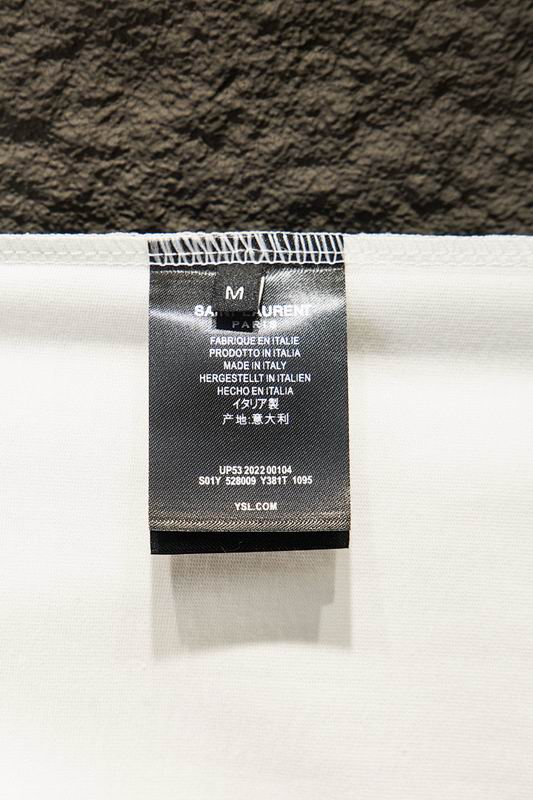 M
SAINT LAURENT
PARIS
FABRIQUE EN ITALIE
PRODOTTO IN ITALIA
MADE IN ITALY
HERGESTELLT IN ITALIEN
HECHO EN ITALIA
イタリア製
产地:意大利
UP53 2022 00104
S01Y 528009 Y381T 1095
YSL.COM